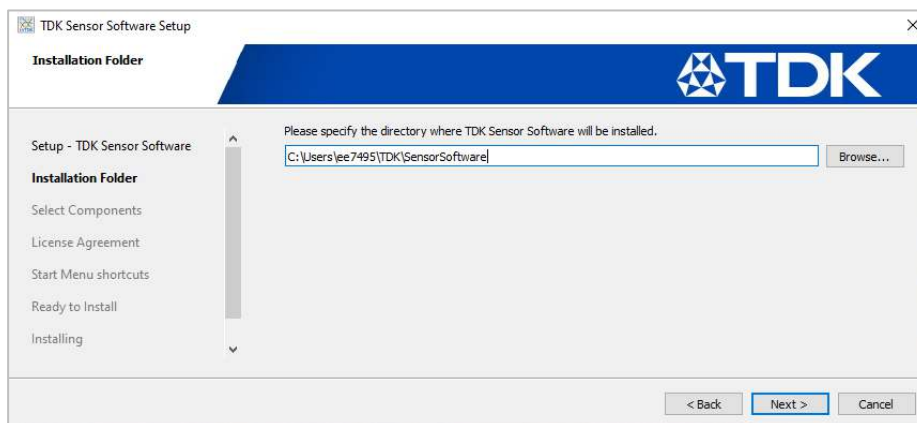 TDK Sensor Software Setup
Installation Folder
TDK
Setup - TDK Sensor Software
Installation Folder
Select Components
License Agreement
Start Menu shortcuts
Ready to Install
Installing
Please specify the directory where TDK Sensor Software will be installed.
C:\Users\ee7495\TDK\SensorSoftware
Browse...
< Back
Next >
Cancel